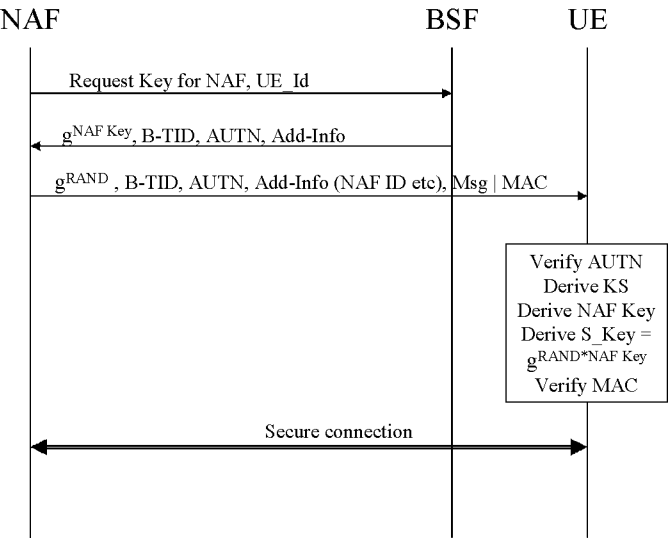 NAF
BSF
UE
Request Key for NAF, UE_Id
g^NAF Key, B-TID, AUTN, Add-Info
g^RAND , B-TID, AUTN, Add-Info (NAF ID etc), Msg | MAC
Verify AUTN
Derive KS
Derive NAF Key
Derive S_Key =
g^RAND*NAF Key
Verify MAC
Secure connection